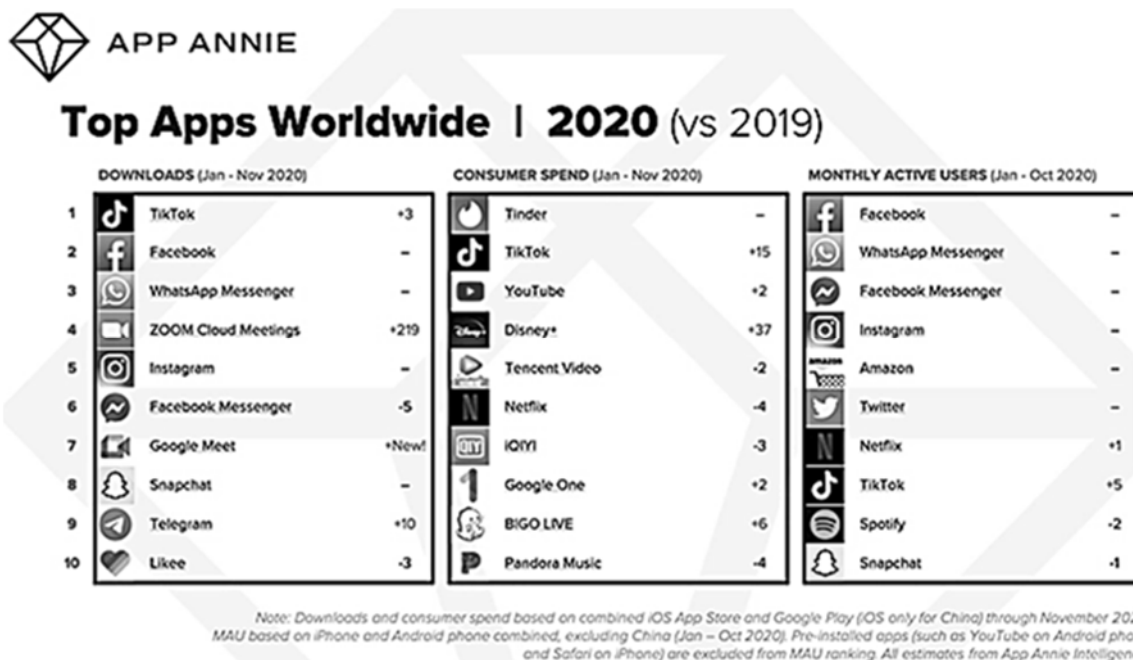 APP ANNIE
Top Apps Worldwide | 2020 (vs 2019)
DOWNLOADS (Jan - Nov 2020)
1 TikTok +3
2 Facebook –
3 WhatsApp Messenger –
4 ZOOM Cloud Meetings +219
5 Instagram –
6 Facebook Messenger -5
7 Google Meet +New!
8 Snapchat –
9 Telegram +10
10 Likee -3
CONSUMER SPEND (Jan - Nov 2020)
Tinder –
TikTok +15
YouTube +2
Disney+ +37
Tencent Video -2
Netflix -4
iQIYI -3
Google One +2
BIGO LIVE +6
Pandora Music -4
MONTHLY ACTIVE USERS (Jan - Oct 2020)
Facebook –
WhatsApp Messenger –
Facebook Messenger –
Instagram –
Amazon –
Twitter –
Netflix +1
TikTok +5
Spotify -2
Snapchat -1
Note: Downloads and consumer spend based on combined iOS App Store and Google Play (iOS only for China) through November 202
MAU based on iPhone and Android phone combined, excluding China (Jan – Oct 2020). Pre-installed apps (such as YouTube on Android pho
and Safari on iPhone) are excluded from MAU ranking. All estimates from App Annie Intelligen